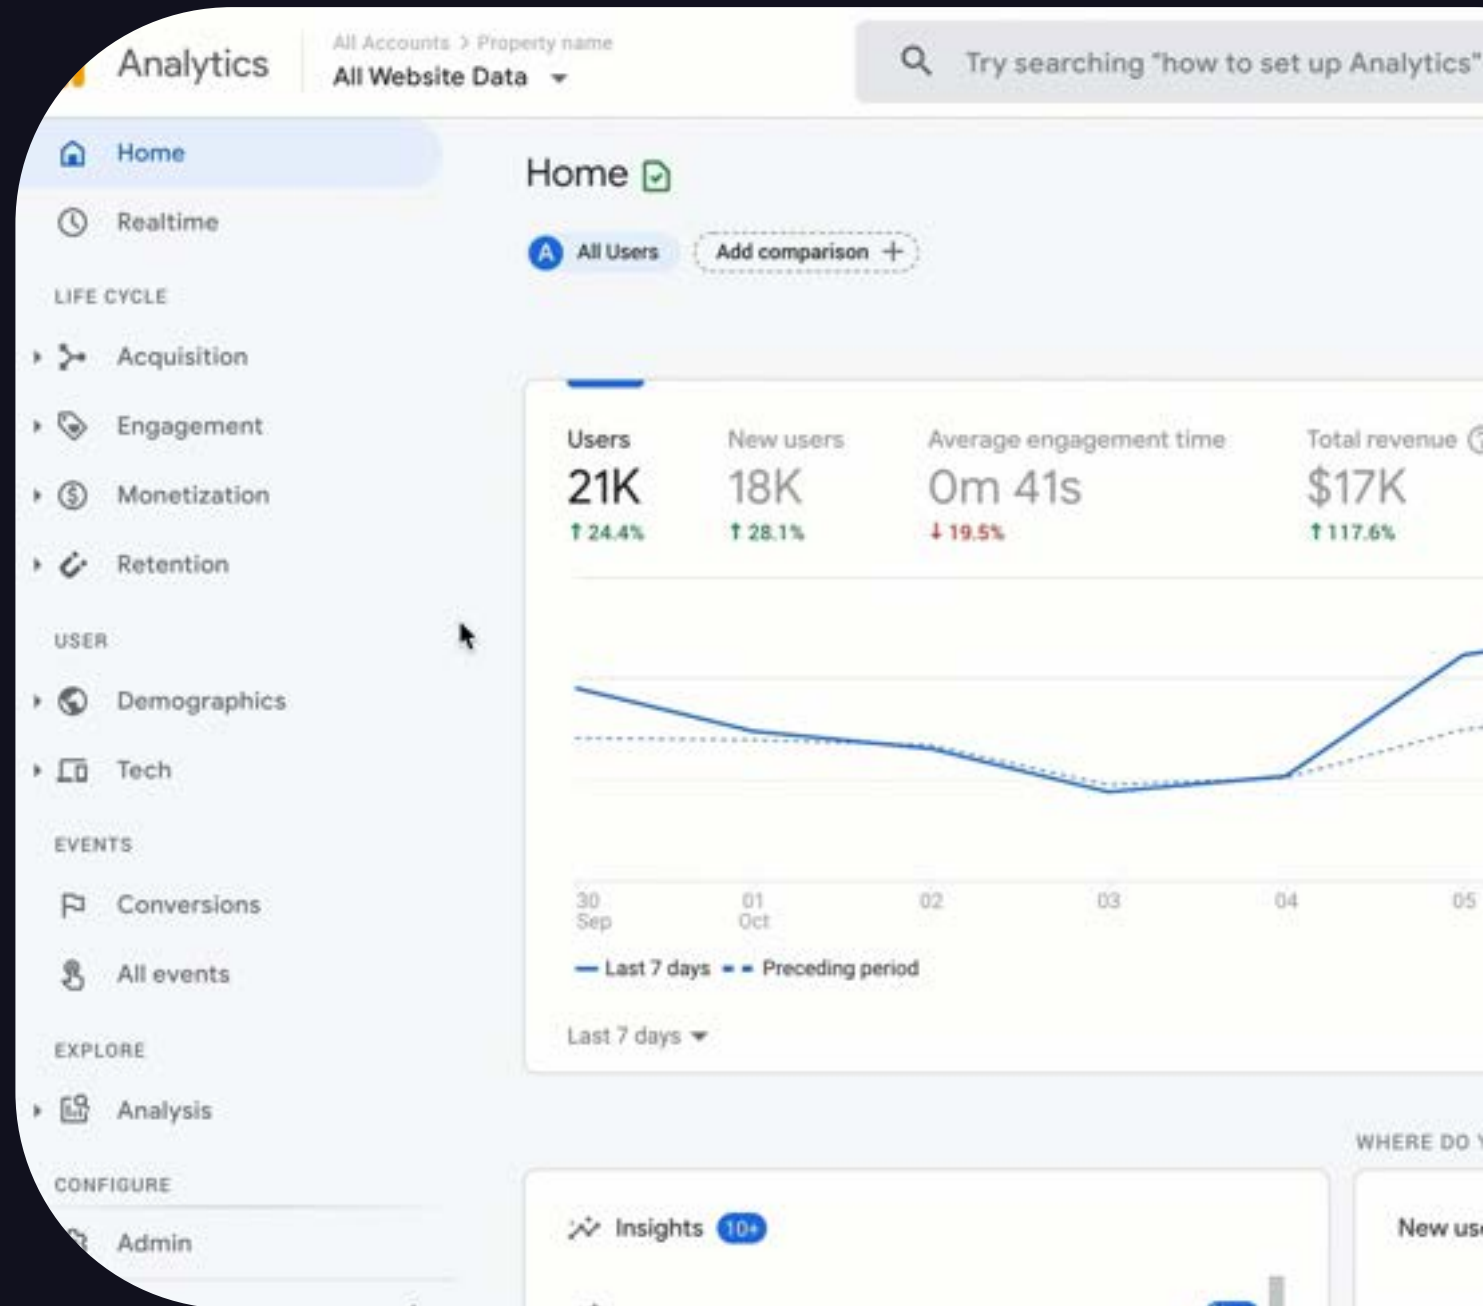 Analytics
All Accounts > Property name
All Website Data
Try searching "how to set up Analytics"
Home
Realtime
LIFE CYCLE
Acquisition
Engagement
Monetization
Retention
USER
Demographics
Tech
EVENTS
Conversions
All events
EXPLORE
Analysis
CONFIGURE
Admin
Home
A All Users
Add comparison +
Users
21K
↑ 24.4%
New users
18K
↑ 28.1%
Average engagement time
0m 41s
↓ 19.5%
Total revenue
$17K
↑ 117.6%
30 Sep
01 Oct
02
03
04
05
Last 7 days
Preceding period
Last 7 days
WHERE DO
Insights 10+
New